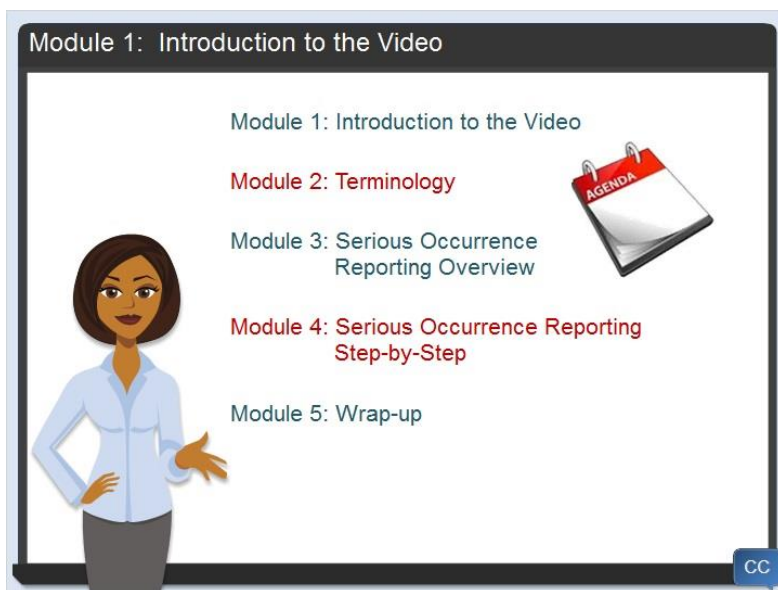 Module 1: Introduction to the Video
Module 1: Introduction to the Video
AGENDA
Module 2: Terminology
Module 3: Serious Occurrence
Reporting Overview
Module 4: Serious Occurrence Reporting
Step-by-Step
Module 5: Wrap-up
CC